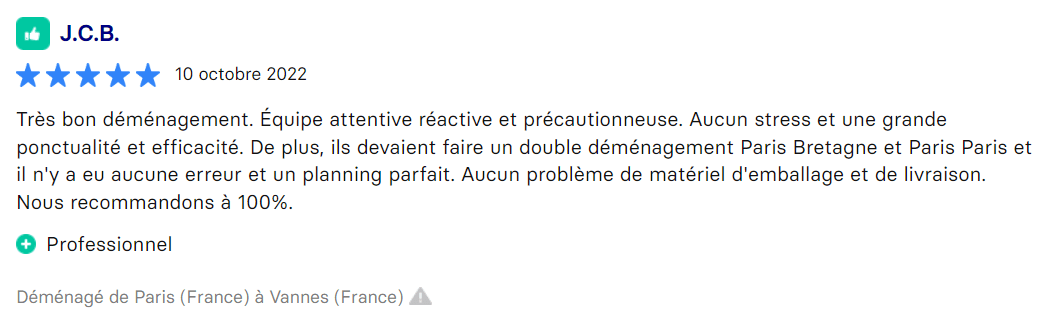 J.C.B.
10 octobre 2022
Très bon déménagement. Équipe attentive réactive et précautionneuse. Aucun stress et une grande
ponctualité et efficacité. De plus, ils devaient faire un double déménagement Paris Bretagne et Paris Paris et
il n'y a eu aucune erreur et un planning parfait. Aucun problème de matériel d'emballage et de livraison.
Nous recommandons à 100%.
Professionnel
Déménagé de Paris (France) à Vannes (France)